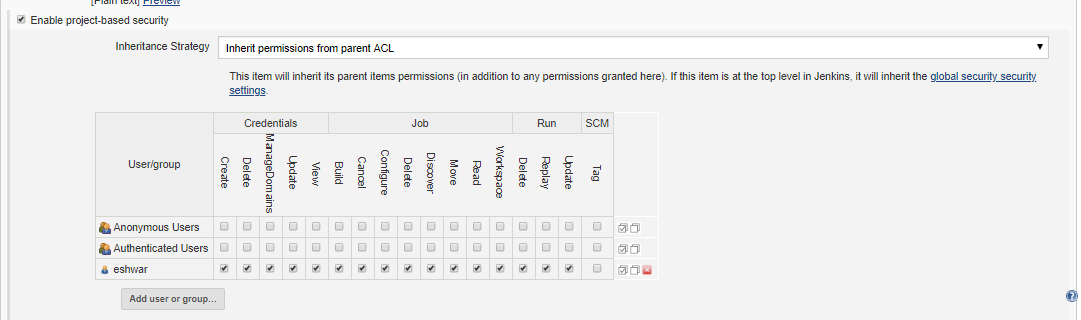 [Plain text] Preview
Enable project-based security
Inheritance Strategy
Inherit permissions from parent ACL
This item will inherit its parent items permissions (in addition to any permissions granted here). If this item is at the top level in Jenkins, it will inherit the global security security
settings.
User/group
Credentials
Job
Run
SCM
Create
Delete
ManageDomains
Update
View
Build
Cancel
Configure
Delete
Discover
Move
Read
Workspace
Delete
Replay
Update
Tag
Anonymous Users
Authenticated Users
eshwar
Add user or group...